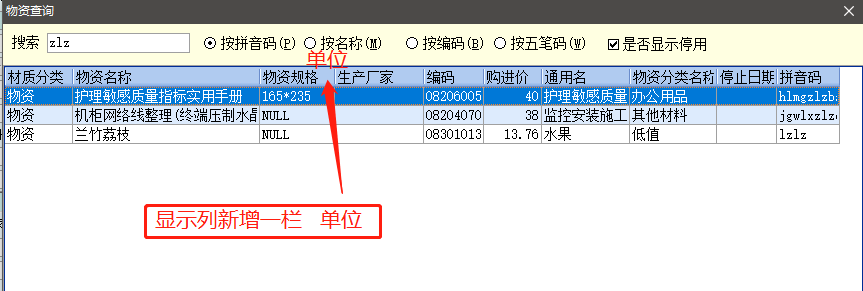 物资查询
搜索 zlz 按拼音码(P) 按名称(M) 按编码(B) 按五笔码(W) 是否显示停用
单位
材质分类 物资名称 物资规格 生产厂家 编码 购进价 通用名 物资分类名称 停止日期 拼音码
物资 护理敏感质量指标实用手册 165*235 08206005 40 护理敏感质量 办公用品 hlmgzlzb
物资 机柜网络线整理(终端压制水晶 NULL 08204070 38 监控安装施工 其他材料 jgwlxzlz
物资 兰竹荔枝 NULL 08301013 13.76 水果 低值 lzlz
显示列新增一栏 单位